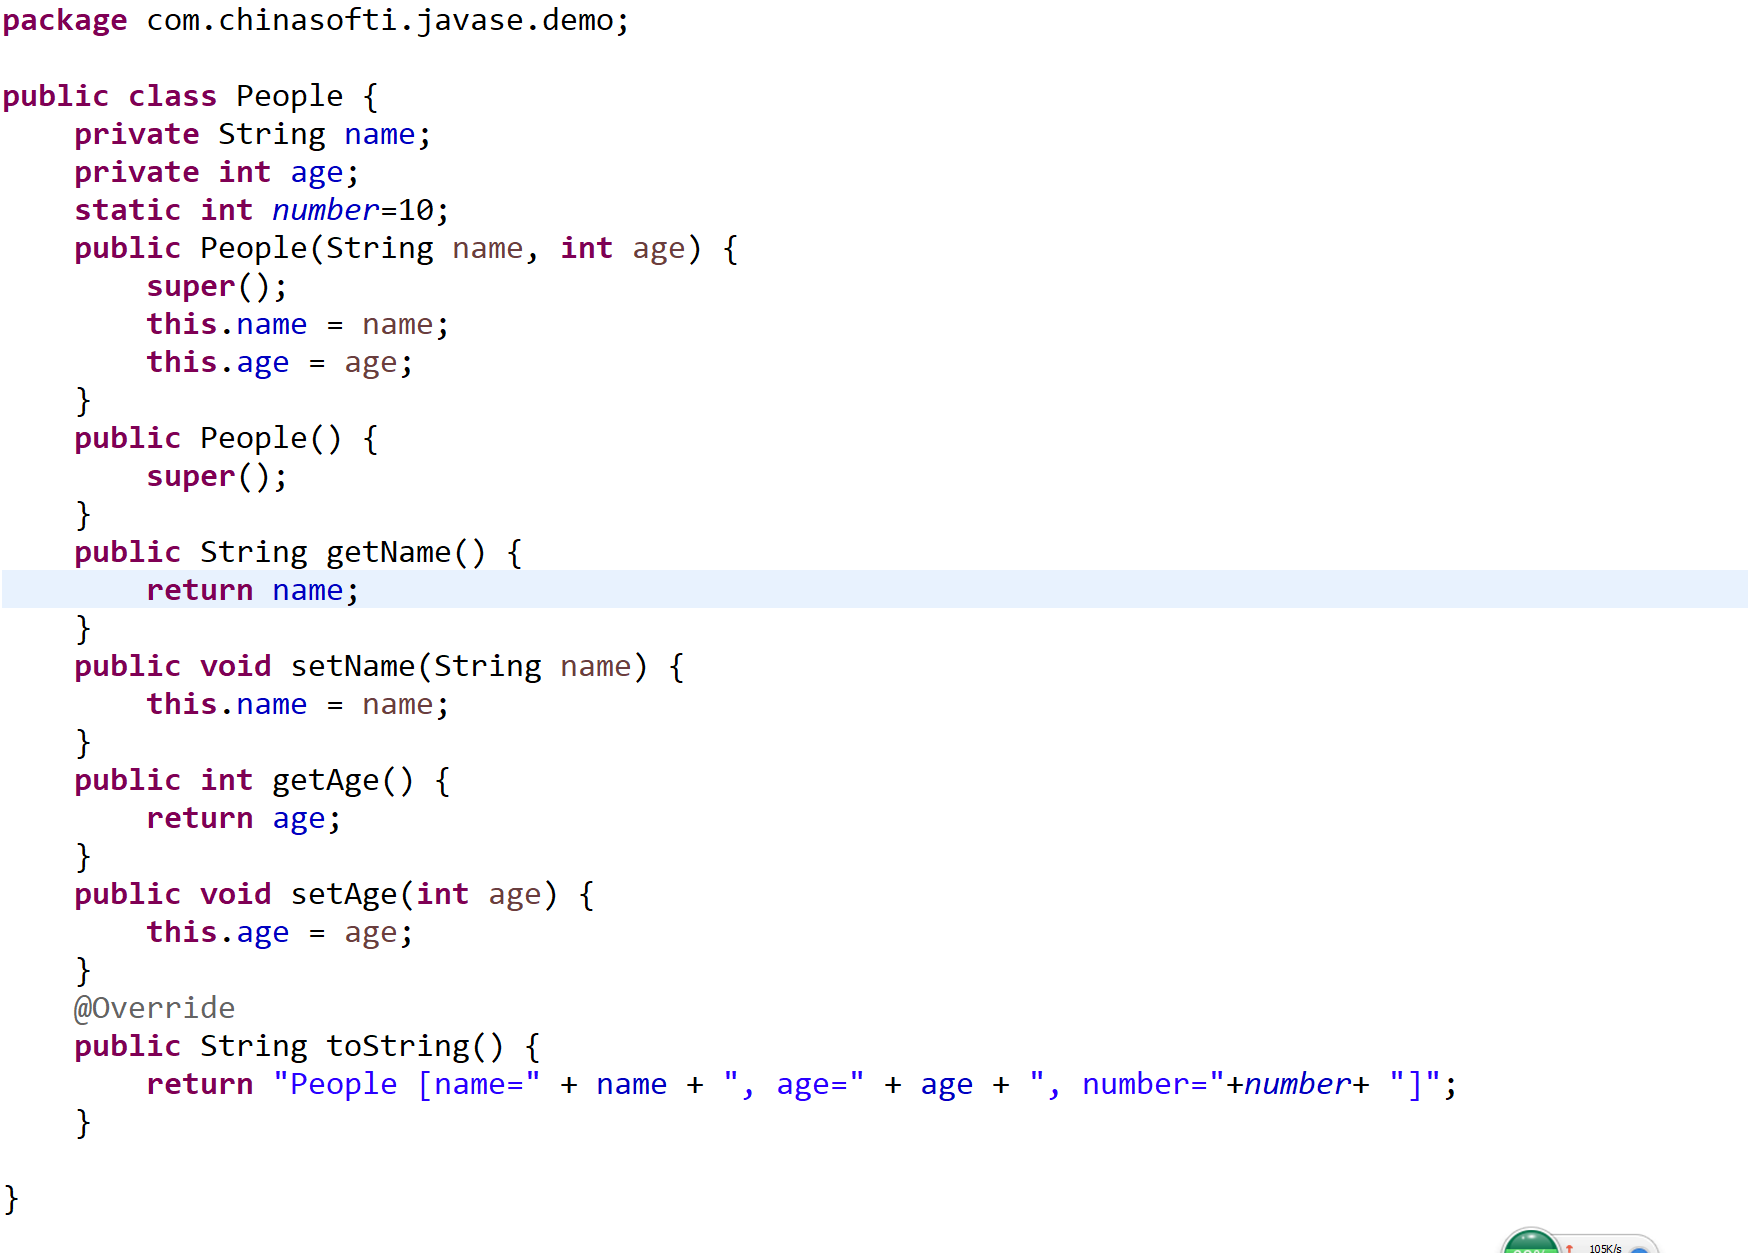 package com.chinasofti.javase.demo;

public class People {
    private String name;
    private int age;
    static int number=10;
    public People(String name, int age) {
        super();
        this.name = name;
        this.age = age;
    }
    public People() {
        super();
    }
    public String getName() {
        return name;
    }
    public void setName(String name) {
        this.name = name;
    }
    public int getAge() {
        return age;
    }
    public void setAge(int age) {
        this.age = age;
    }
    @Override
    public String toString() {
        return "People [name=" + name + ", age=" + age + ", number="+number+ "]";
    }

}
105K/s